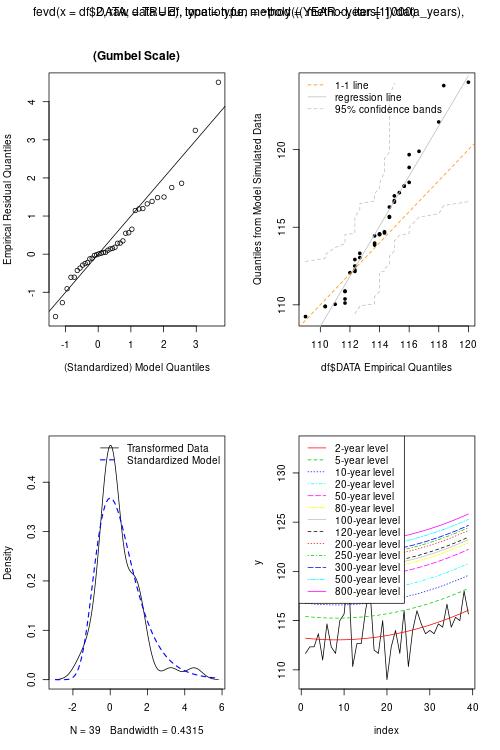 fevd(x = df$DATA, data = df,
(Gumbel Scale)
Empirical Residual Quantiles
4
3
2
1
0
-1
-1 0 1 2 3
(Standardized) Model Quantiles
Quantiles from Model Simulated Data
1-1 line
regression line
95% confidence bands
120
115
110
110 112 114 116 118 120
df$DATA Empirical Quantiles
Density
Transformed Data
Standardized Model
0.4
0.3
0.2
0.1
0.0
-2 0 2 4 6
N = 39 Bandwidth = 0.4315
y
2-year level
5-year level
10-year level
20-year level
50-year level
80-year level
100-year level
120-year level
200-year level
250-year level
300-year level
500-year level
800-year level
130
125
120
115
110
0 10 20 30 40
index